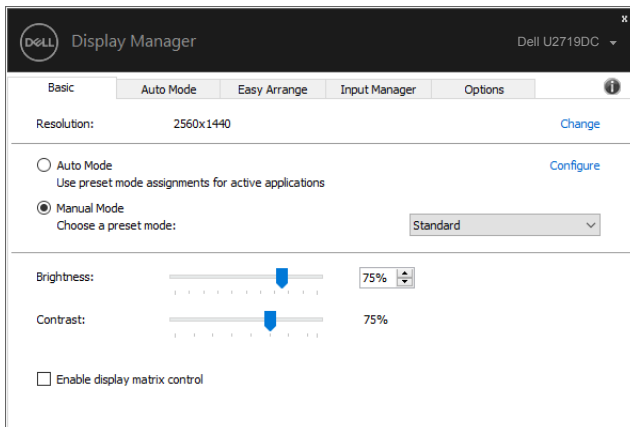 x
DELL Display Manager Dell U2719DC
Basic Auto Mode Easy Arrange Input Manager Options i
Resolution: 2560x1440 Change
Auto Mode Configure
Use preset mode assignments for active applications
Manual Mode
Choose a preset mode: Standard
Brightness: 75%
Contrast: 75%
Enable display matrix control